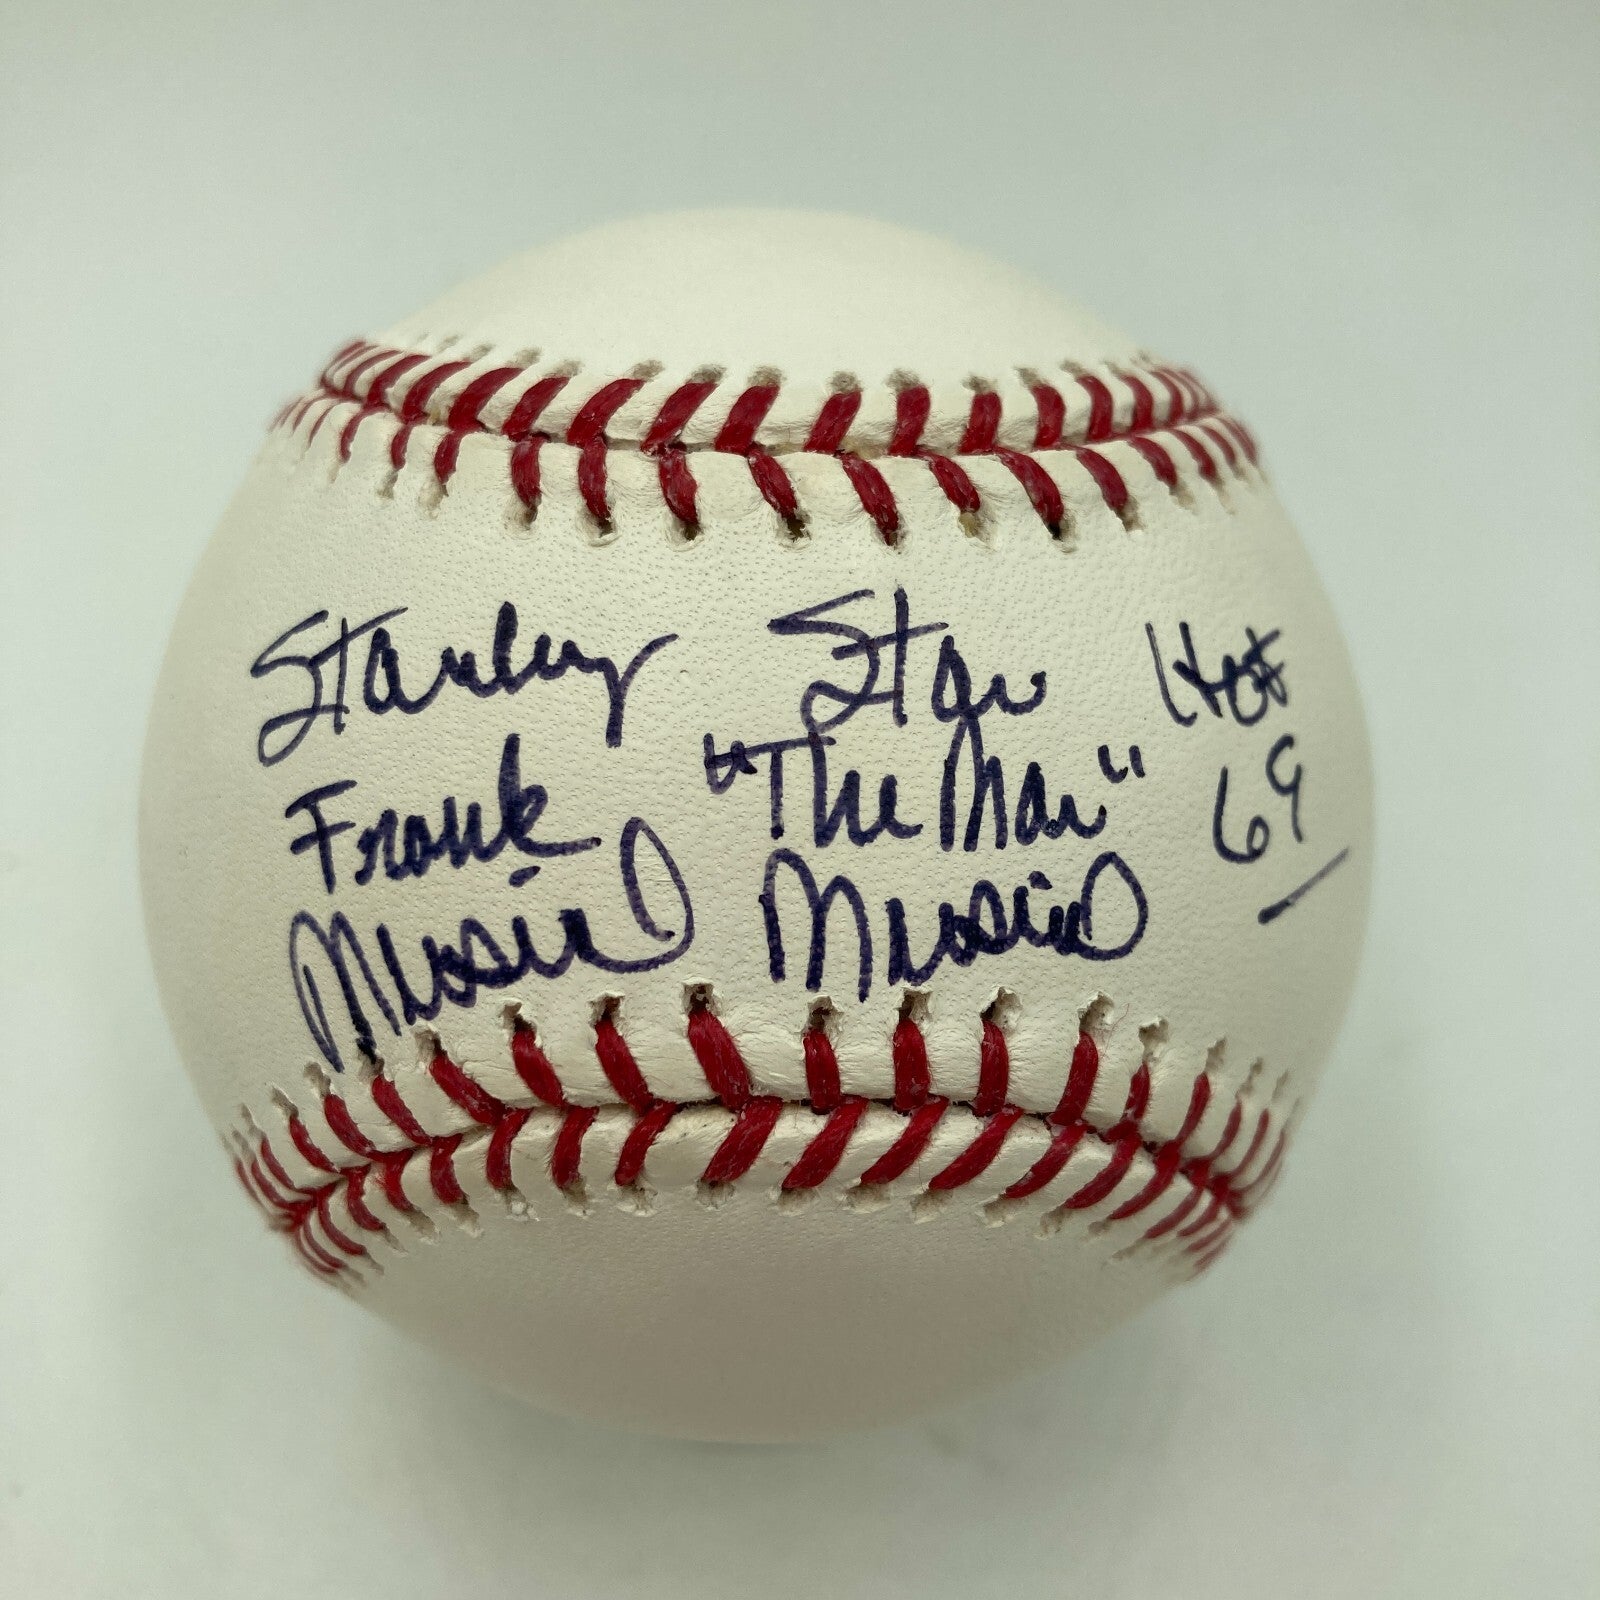 Stanley
Frank
Musial
Stan
"The Man"
Musial
HOF
69